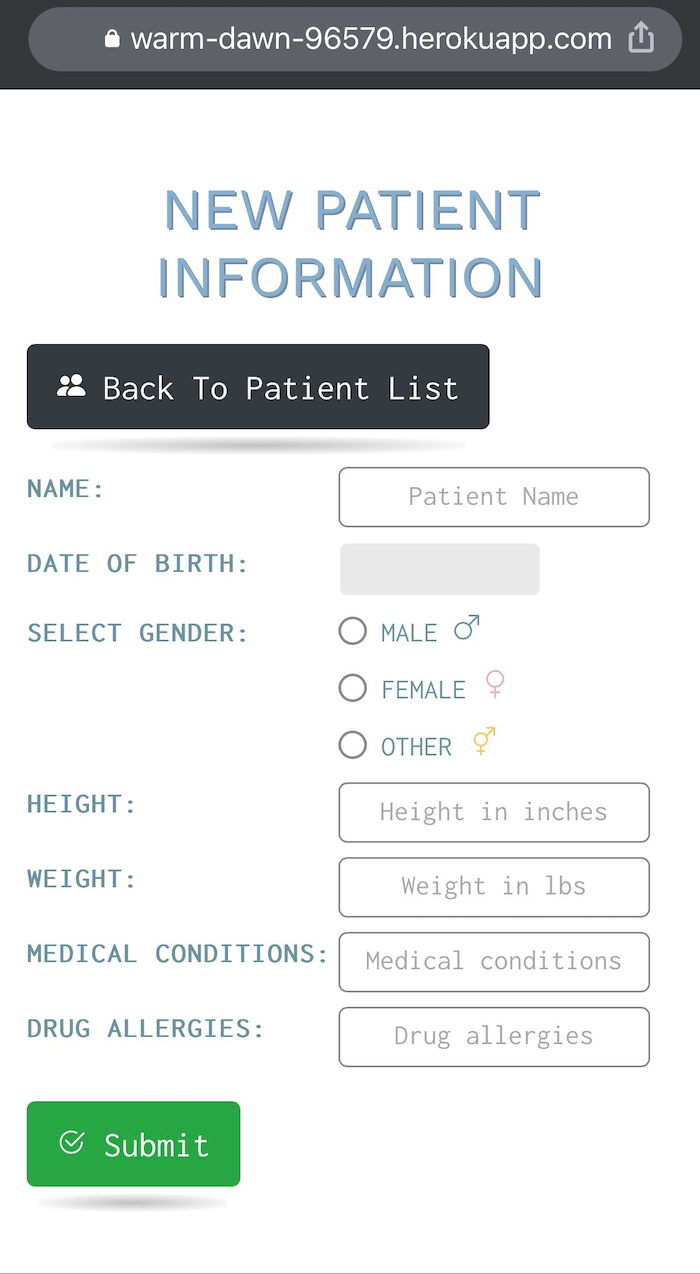 warm-dawn-96579.herokuapp.com
NEW PATIENT
INFORMATION
Back To Patient List
NAME: Patient Name
DATE OF BIRTH:
SELECT GENDER: MALE
FEMALE
OTHER
HEIGHT: Height in inches
WEIGHT: Weight in lbs
MEDICAL CONDITIONS: Medical conditions
DRUG ALLERGIES: Drug allergies
Submit